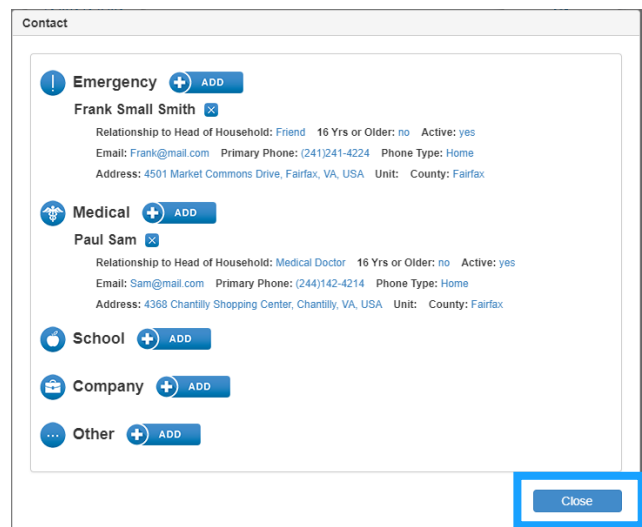 Contact
Emergency ADD
Frank Small Smith
Relationship to Head of Household: Friend 16 Yrs or Older: no Active: yes
Email: Frank@mail.com Primary Phone: (241)241-4224 Phone Type: Home
Address: 4501 Market Commons Drive, Fairfax, VA, USA Unit: County: Fairfax
Medical ADD
Paul Sam
Relationship to Head of Household: Medical Doctor 16 Yrs or Older: no Active: yes
Email: Sam@mail.com Primary Phone: (244)142-4214 Phone Type: Home
Address: 4368 Chantilly Shopping Center, Chantilly, VA, USA Unit: County: Fairfax
School ADD
Company ADD
Other ADD
Close